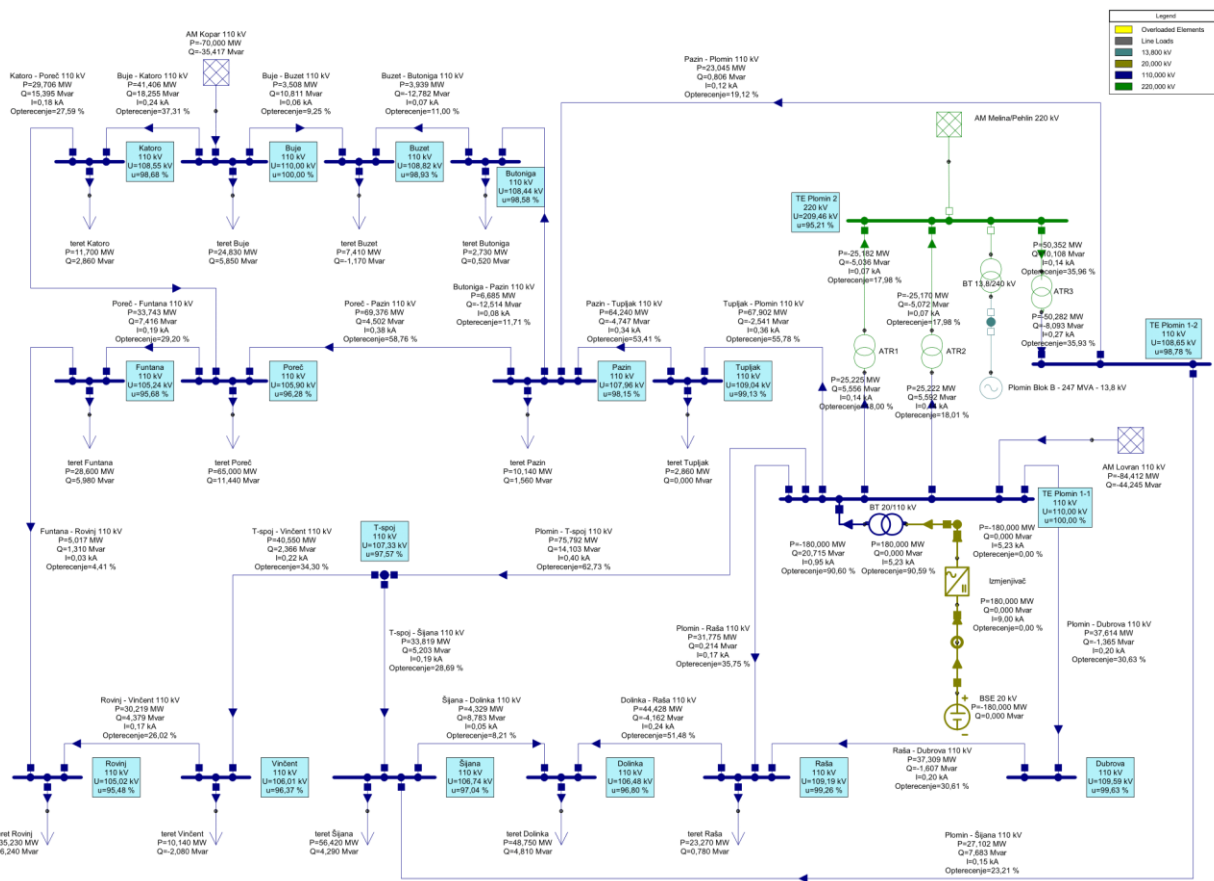 Legend
Overloaded Elements
Line Loads
13,800 kV
20,000 kV
110,000 kV
220,000 kV
AM Kopar 110 kV
P=-70,000 MW
Q=-35,417 Mvar
Katoro - Poreč 110 kV
P=29,706 MW
Q=15,395 Mvar
I=0,18 kA
Opterecenje=27,59 %
Buje - Katoro 110 kV
P=41,406 MW
Q=18,255 Mvar
I=0,24 kA
Opterecenje=37,31 %
Buje - Buzet 110 kV
P=3,508 MW
Q=10,811 Mvar
I=0,06 kA
Opterecenje=9,25 %
Buzet - Butoniga 110 kV
P=3,939 MW
Q=-12,782 Mvar
I=0,07 kA
Opterecenje=11,00 %
Pazin - Plomin 110 kV
P=23,045 MW
Q=0,806 Mvar
I=0,12 kA
Opterecenje=19,12 %
AM Melina/Pehlin 220 kV
Katoro
110 kV
U=108,55 kV
u=98,68 %
Buje
110 kV
U=110,00 kV
u=100,00 %
Buzet
110 kV
U=108,82 kV
u=98,93 %
Butoniga
110 kV
U=108,44 kV
u=98,58 %
TE Plomin 2
220 kV
U=209,46 kV
u=95,21 %
teret Katoro
P=11,700 MW
Q=2,860 Mvar
teret Buje
P=24,830 MW
Q=5,850 Mvar
teret Buzet
P=7,410 MW
Q=-1,170 Mvar
teret Butoniga
P=2,730 MW
Q=0,520 Mvar
P=-25,182 MW
Q=-5,036 Mvar
I=0,07 kA
Opterecenje=17,98 %
P=-25,170 MW
Q=-5,072 Mvar
I=0,07 kA
Opterecenje=17,98 %
BT 13,8/240 kV
P=50,352 MW
Q=10,108 Mvar
I=0,14 kA
Opterecenje=35,96 %
ATR3
P=-50,282 MW
Q=-8,093 Mvar
I=0,27 kA
Opterecenje=35,93 %
TE Plomin 1-2
110 kV
U=108,65 kV
u=98,78 %
Poreč - Funtana 110 kV
P=33,743 MW
Q=7,416 Mvar
I=0,19 kA
Opterecenje=29,20 %
Poreč - Pazin 110 kV
P=69,376 MW
Q=4,502 Mvar
I=0,38 kA
Opterecenje=58,76 %
Butoniga - Pazin 110 kV
P=6,685 MW
Q=-12,514 Mvar
I=0,08 kA
Opterecenje=11,71 %
Pazin - Tupljak 110 kV
P=64,240 MW
Q=-4,747 Mvar
I=0,34 kA
Opterecenje=53,41 %
Tupljak - Plomin 110 kV
P=67,902 MW
Q=-2,541 Mvar
I=0,36 kA
Opterecenje=55,78 %
ATR1
ATR2
Plomin Blok B - 247 MVA - 13,8 kV
Funtana
110 kV
U=105,24 kV
u=95,68 %
Poreč
110 kV
U=105,90 kV
u=96,28 %
Pazin
110 kV
U=107,96 kV
u=98,15 %
Tupljak
110 kV
U=109,04 kV
u=99,13 %
P=25,225 MW
Q=5,556 Mvar
I=0,14 kA
P=25,222 MW
Q=5,592 Mvar
Opterecenje=18,01 %
teret Funtana
P=28,600 MW
Q=5,980 Mvar
teret Poreč
P=65,000 MW
Q=11,440 Mvar
teret Pazin
P=10,140 MW
Q=1,560 Mvar
teret Tupljak
P=2,860 MW
Q=0,000 Mvar
AM Lovran 110 kV
P=-84,412 MW
Q=-44,245 Mvar
TE Plomin 1-1
110 kV
U=110,00 kV
u=100,00 %
BT 20/110 kV
P=-180,000 MW
Q=20,715 Mvar
I=0,95 kA
Opterecenje=90,60 %
P=180,000 MW
Q=0,000 Mvar
I=5,23 kA
Opterecenje=90,59 %
P=-180,000 MW
Q=0,000 Mvar
I=5,23 kA
Opterecenje=0,00 %
Izmjenjivač
P=180,000 MW
Q=0,000 Mvar
I=9,00 kA
Opterecenje=0,00 %
BSE 20 kV
P=-180,000 MW
Q=0,000 Mvar
Funtana - Rovinj 110 kV
P=5,017 MW
Q=1,310 Mvar
I=0,03 kA
Opterecenje=4,41 %
T-spoj - Vinčent 110 kV
P=40,550 MW
Q=2,366 Mvar
I=0,22 kA
Opterecenje=34,30 %
T-spoj
110 kV
U=107,33 kV
u=97,57 %
Plomin - T-spoj 110 kV
P=75,792 MW
Q=14,103 Mvar
I=0,40 kA
Opterecenje=62,73 %
T-spoj - Šijana 110 kV
P=33,819 MW
Q=5,203 Mvar
I=0,19 kA
Opterecenje=28,69 %
Plomin - Raša 110 kV
P=31,775 MW
Q=0,214 Mvar
I=0,17 kA
Opterecenje=35,75 %
Plomin - Dubrova 110 kV
P=37,614 MW
Q=-1,365 Mvar
I=0,20 kA
Opterecenje=30,63 %
Rovinj - Vinčent 110 kV
P=30,219 MW
Q=4,379 Mvar
I=0,17 kA
Opterecenje=26,02 %
Šijana - Dolinka 110 kV
P=4,329 MW
Q=8,783 Mvar
I=0,05 kA
Opterecenje=8,21 %
Dolinka - Raša 110 kV
P=44,428 MW
Q=-4,162 Mvar
I=0,24 kA
Opterecenje=51,48 %
Raša - Dubrova 110 kV
P=37,309 MW
Q=-1,607 Mvar
I=0,20 kA
Opterecenje=30,61 %
Rovinj
110 kV
U=105,02 kV
u=95,48 %
Vinčent
110 kV
U=106,01 kV
u=96,37 %
Šijana
110 kV
U=106,74 kV
u=97,04 %
Dolinka
110 kV
U=106,48 kV
u=96,80 %
Raša
110 kV
U=109,19 kV
u=99,26 %
Dubrova
110 kV
U=109,59 kV
u=99,63 %
eret Rovinj
35,230 MW
6,240 Mvar
teret Vinčent
P=10,140 MW
Q=-2,080 Mvar
teret Šijana
P=56,420 MW
Q=4,290 Mvar
teret Dolinka
P=48,750 MW
Q=4,810 Mvar
teret Raša
P=23,270 MW
Q=0,780 Mvar
Plomin - Šijana 110 kV
P=27,102 MW
Q=7,683 Mvar
I=0,15 kA
Opterecenje=23,21 %